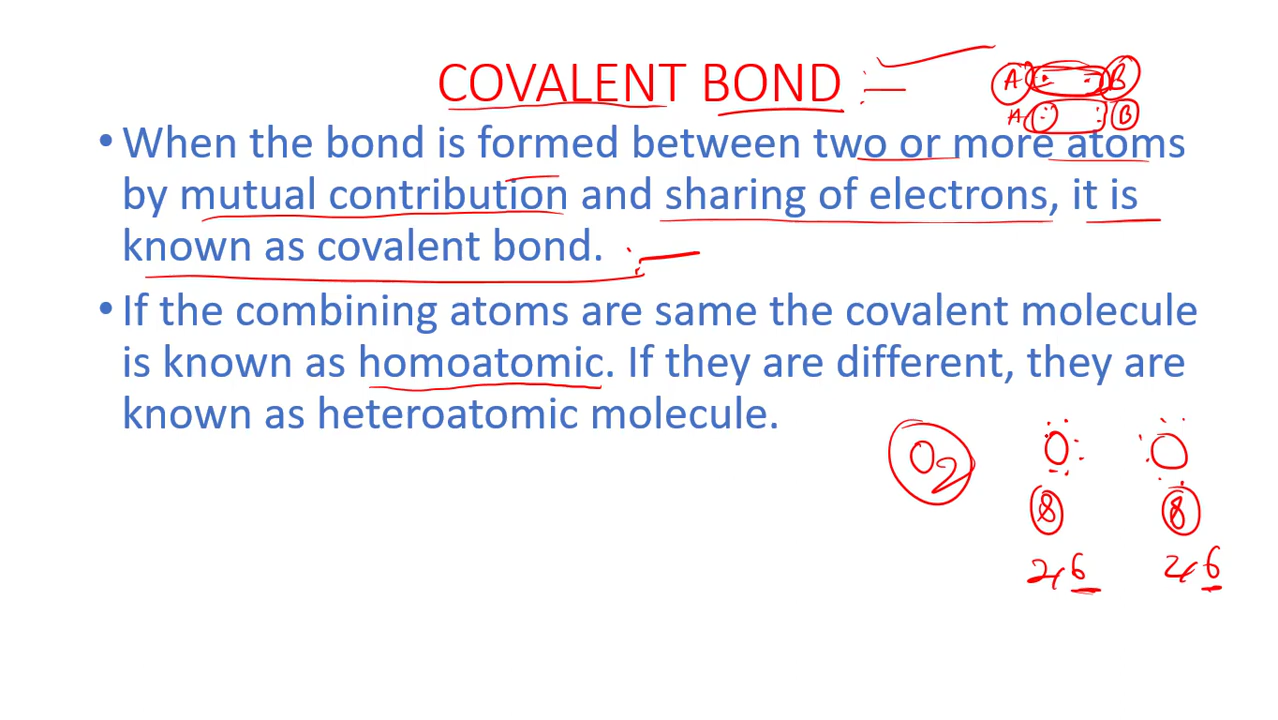 COVALENT BOND
A B
A B
• When the bond is formed between two or more atoms
by mutual contribution and sharing of electrons, it is
known as covalent bond.
• If the combining atoms are same the covalent molecule
is known as homoatomic. If they are different, they are
known as heteroatomic molecule.
O2 O O
8 8
2,6 2,6